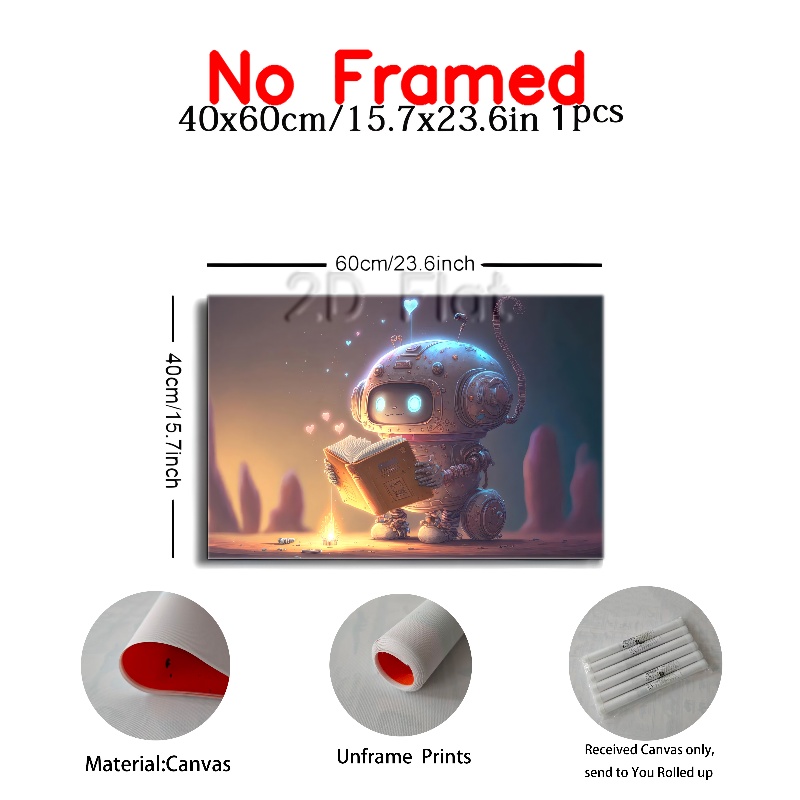 No Framed
40x60cm/15.7x23.6in 1pcs
60cm/23.6inch
2D Flat
40cm/15.7inch
Material:Canvas
Unframe Prints
Received Canvas only,
send to You Rolled up